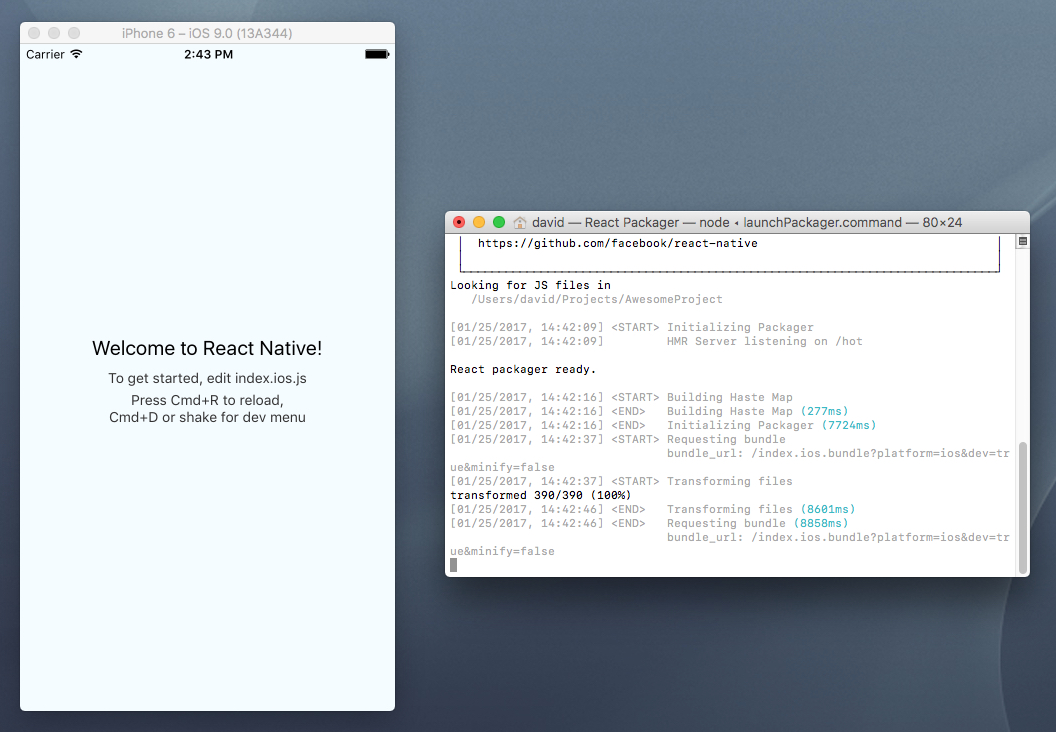 iPhone 6 – iOS 9.0 (13A344)
Carrier 2:43 PM
Welcome to React Native!
To get started, edit index.ios.js
Press Cmd+R to reload,
Cmd+D or shake for dev menu
david — React Packager — node ◂ launchPackager.command — 80×24
https://github.com/facebook/react-native
Looking for JS files in
/Users/david/Projects/AwesomeProject
[01/25/2017, 14:42:09] <START> Initializing Packager
[01/25/2017, 14:42:09]         HMR Server listening on /hot
React packager ready.
[01/25/2017, 14:42:16] <START> Building Haste Map
[01/25/2017, 14:42:16] <END>   Building Haste Map (277ms)
[01/25/2017, 14:42:16] <END>   Initializing Packager (7724ms)
[01/25/2017, 14:42:37] <START> Requesting bundle
bundle_url: /index.ios.bundle?platform=ios&dev=tr
ue&minify=false
[01/25/2017, 14:42:37] <START> Transforming files
transformed 390/390 (100%)
[01/25/2017, 14:42:46] <END>   Transforming files (8601ms)
[01/25/2017, 14:42:46] <END>   Requesting bundle (8858ms)
bundle_url: /index.ios.bundle?platform=ios&dev=tr
ue&minify=false